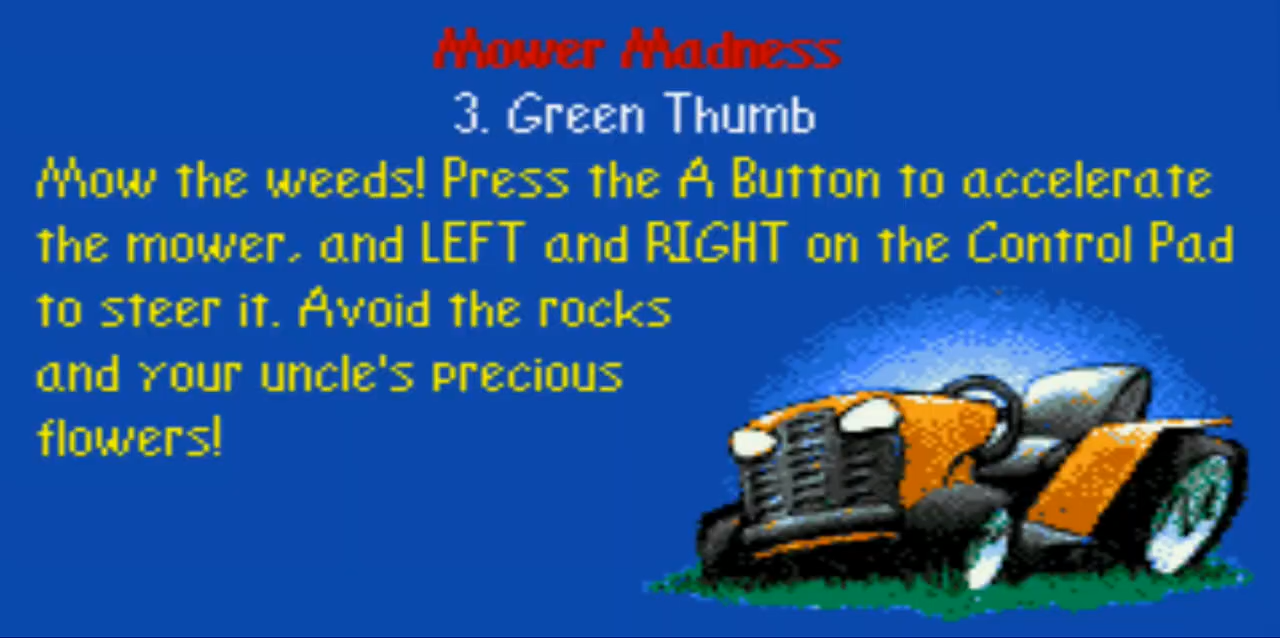 Mower Madness
3. Green Thumb
Mow the weeds! Press the A Button to accelerate
the mower, and LEFT and RIGHT on the Control Pad
to steer it. Avoid the rocks
and your uncle's precious
flowers!